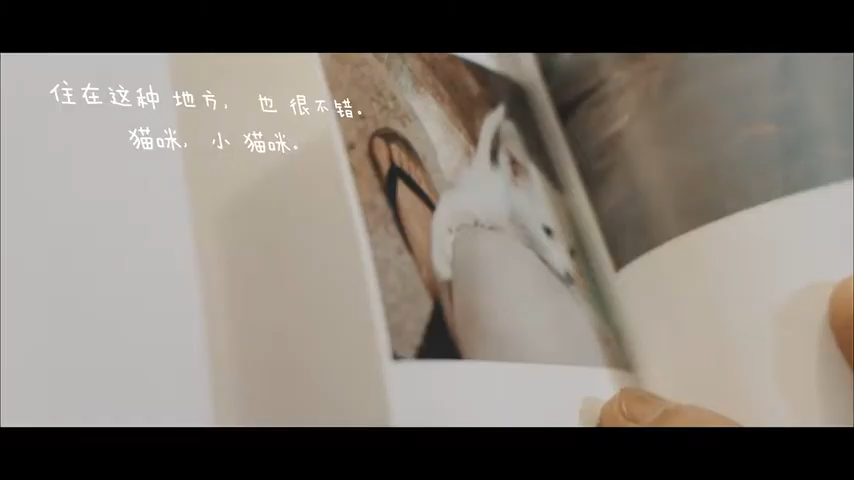 住在这种 地方， 也 很不错。
猫咪， 小 猫咪。